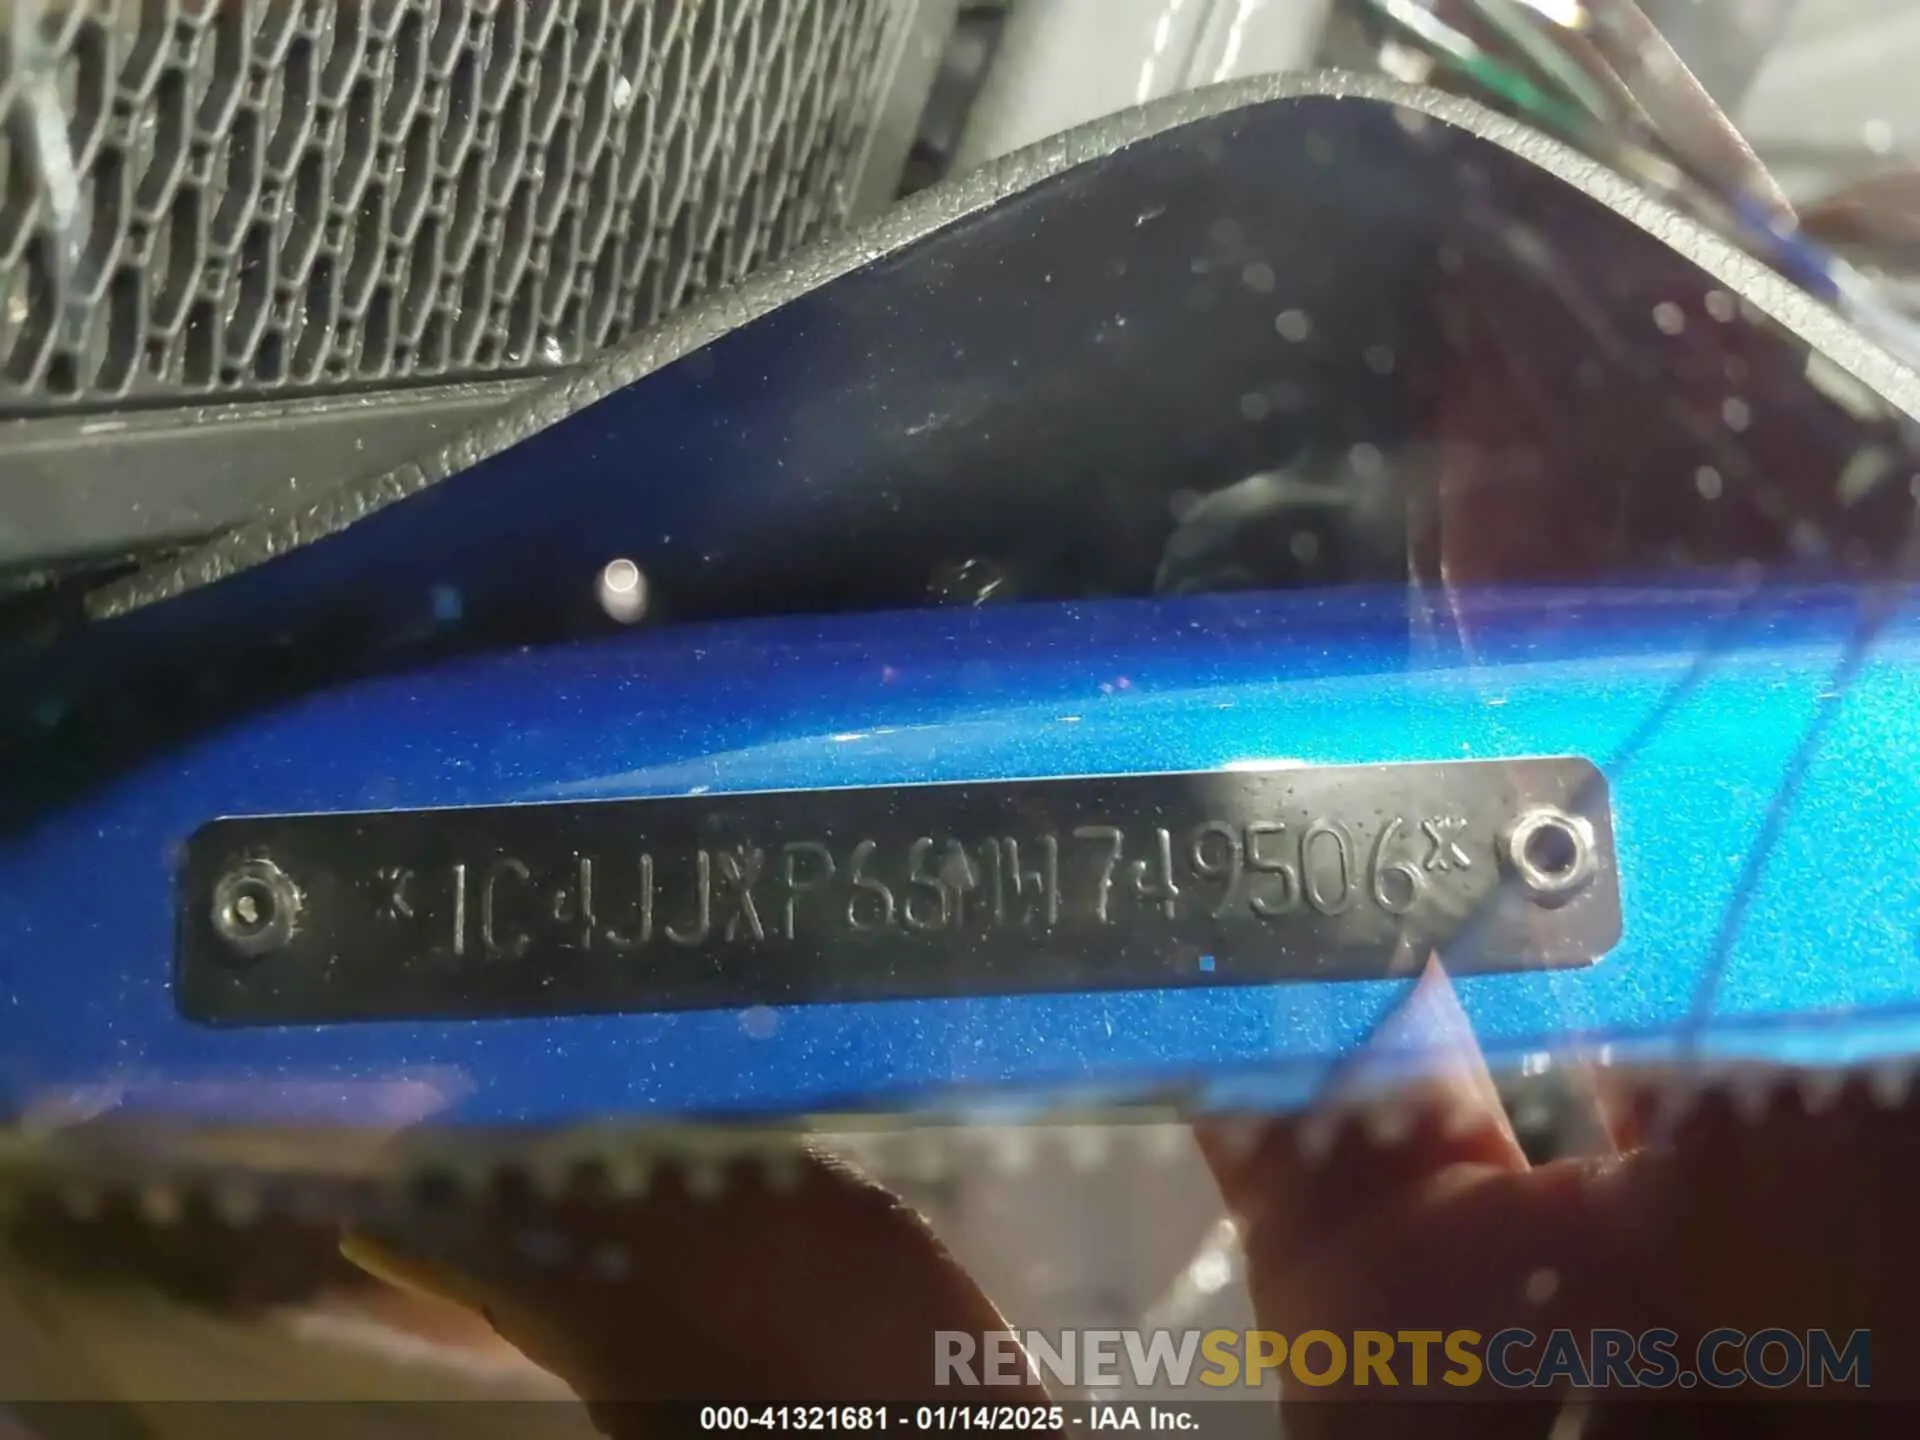 *1C4JJXP66MW749506*
RENEWSPORTSCARS.COM
000-41321681 - 01/14/2025 - IAA Inc.